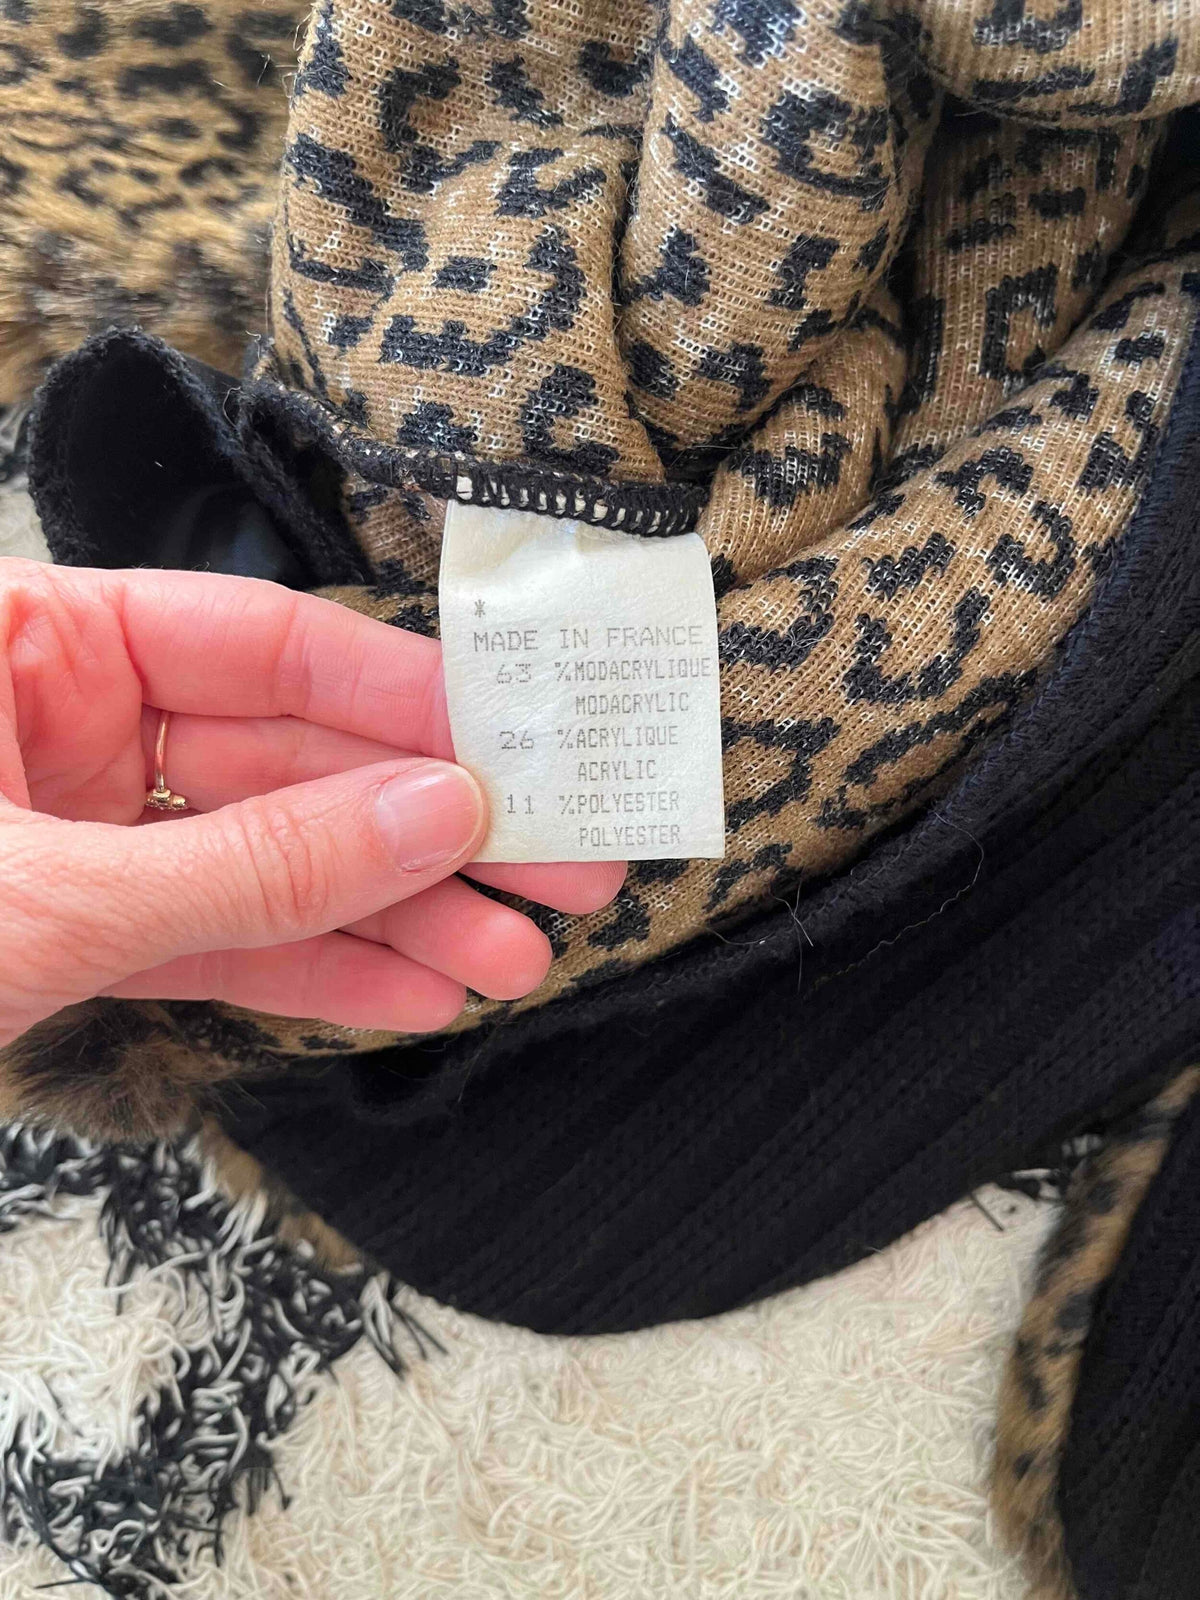 MADE IN FRANCE
63 %MODACRYLIQUE
MODACRYLIC
26 %ACRYLIQUE
ACRYLIC
11 %POLYESTER
POLYESTER